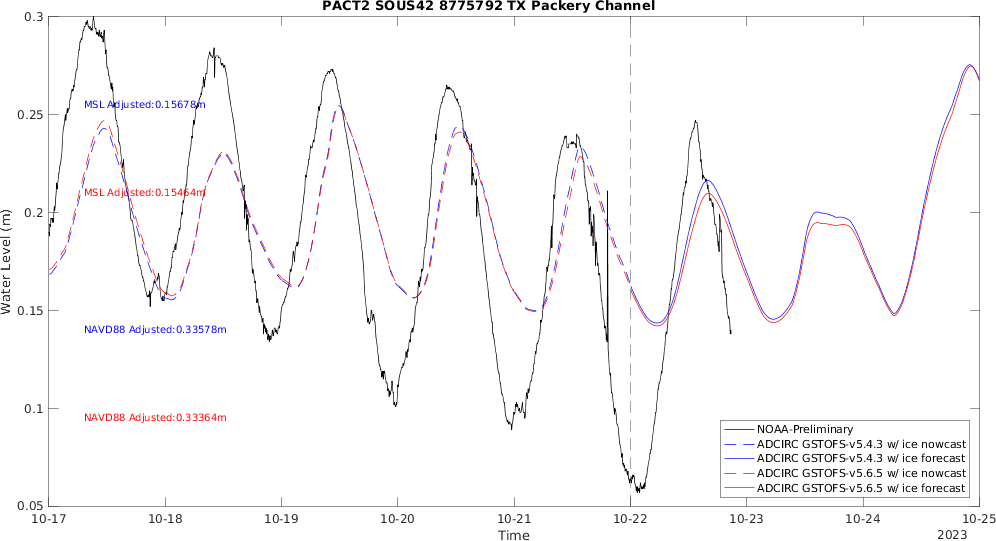 PACT2 SOUS42 8775792 TX Packery Channel
0.3
0.25
0.2
0.15
0.1
0.05
Water Level (m)
MSL Adjusted:0.15678m
MSL Adjusted:0.15464m
NAVD88 Adjusted:0.33578m
NAVD88 Adjusted:0.33364m
NOAA-Preliminary
ADCIRC GSTOFS-v5.4.3 w/ ice nowcast
ADCIRC GSTOFS-v5.4.3 w/ ice forecast
ADCIRC GSTOFS-v5.6.5 w/ ice nowcast
ADCIRC GSTOFS-v5.6.5 w/ ice forecast
10-17 10-18 10-19 10-20 10-21 10-22 10-23 10-24 10-25
Time
2023